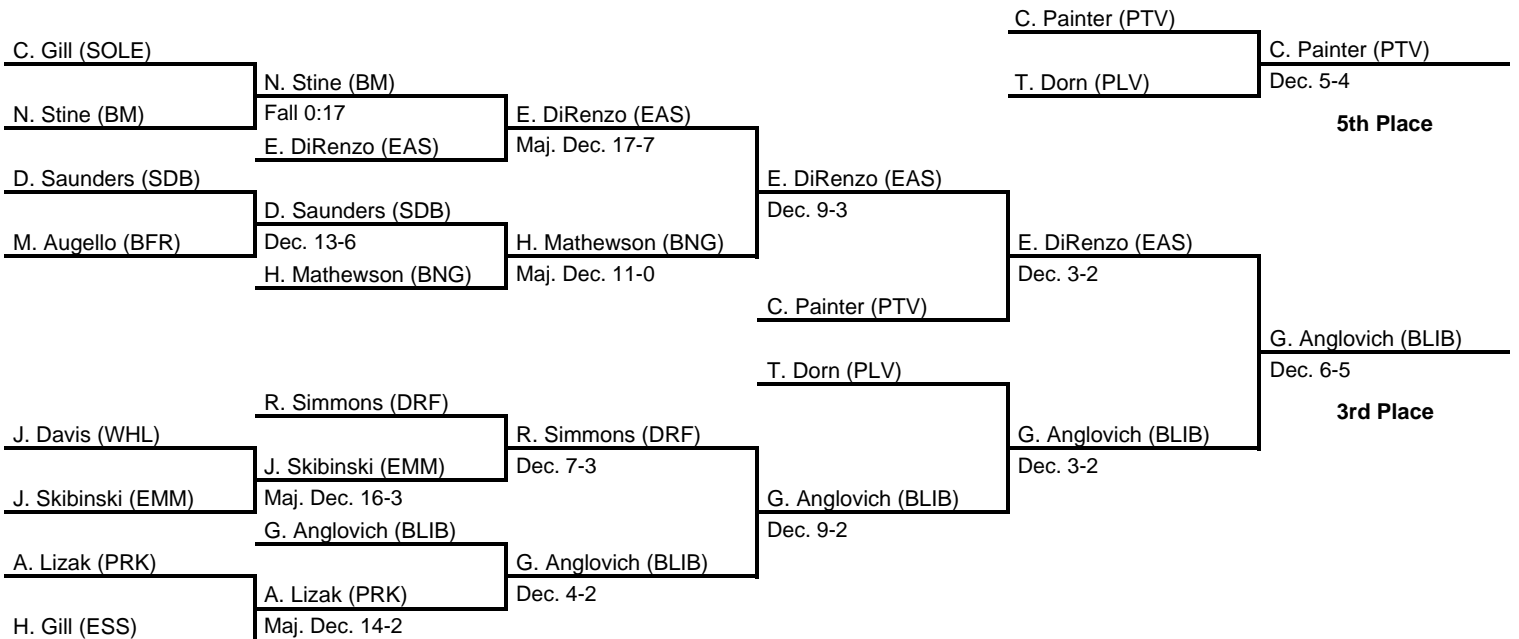 C. Painter (PTV)
C. Gill (SOLE)
C. Painter (PTV)
N. Stine (BM)
T. Dorn (PLV)
Dec. 5-4
N. Stine (BM)
Fall 0:17
E. DiRenzo (EAS)
5th Place
E. DiRenzo (EAS)
Maj. Dec. 17-7
D. Saunders (SDB)
E. DiRenzo (EAS)
D. Saunders (SDB)
Dec. 9-3
M. Augello (BFR)
Dec. 13-6
H. Mathewson (BNG)
E. DiRenzo (EAS)
H. Mathewson (BNG)
Maj. Dec. 11-0
Dec. 3-2
C. Painter (PTV)
G. Anglovich (BLIB)
T. Dorn (PLV)
Dec. 6-5
R. Simmons (DRF)
3rd Place
J. Davis (WHL)
R. Simmons (DRF)
G. Anglovich (BLIB)
J. Skibinski (EMM)
Dec. 7-3
Dec. 3-2
J. Skibinski (EMM)
Maj. Dec. 16-3
G. Anglovich (BLIB)
G. Anglovich (BLIB)
Dec. 9-2
A. Lizak (PRK)
G. Anglovich (BLIB)
A. Lizak (PRK)
Dec. 4-2
H. Gill (ESS)
Maj. Dec. 14-2